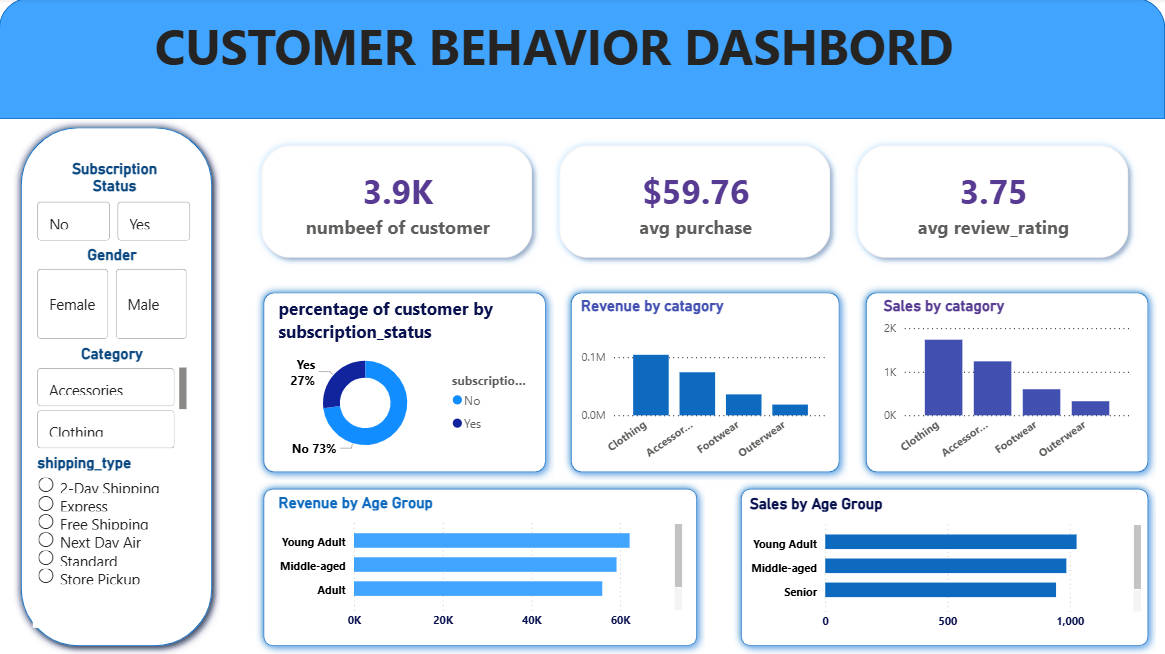 CUSTOMER BEHAVIOR DASHBORD
Subscription
Status
No
Yes
Gender
Female
Male
Category
Accessories
Clothing
shipping_type
2-Day Shipping
Express
Free Shipping
Next Day Air
Standard
Store Pickup
3.9K
numbeef of customer
$59.76
avg purchase
3.75
avg review_rating
percentage of customer by
subscription_status
Yes
27%
No 73%
subscriptio...
No
Yes
Revenue by catagory
0.1M
0.0M
Clothing
Accessor...
Footwear
Outerwear
Sales by catagory
2K
1K
0K
Clothing
Accessor...
Footwear
Outerwear
Revenue by Age Group
Young Adult
Middle-aged
Adult
0K
20K
40K
60K
Sales by Age Group
Young Adult
Middle-aged
Senior
0
500
1,000